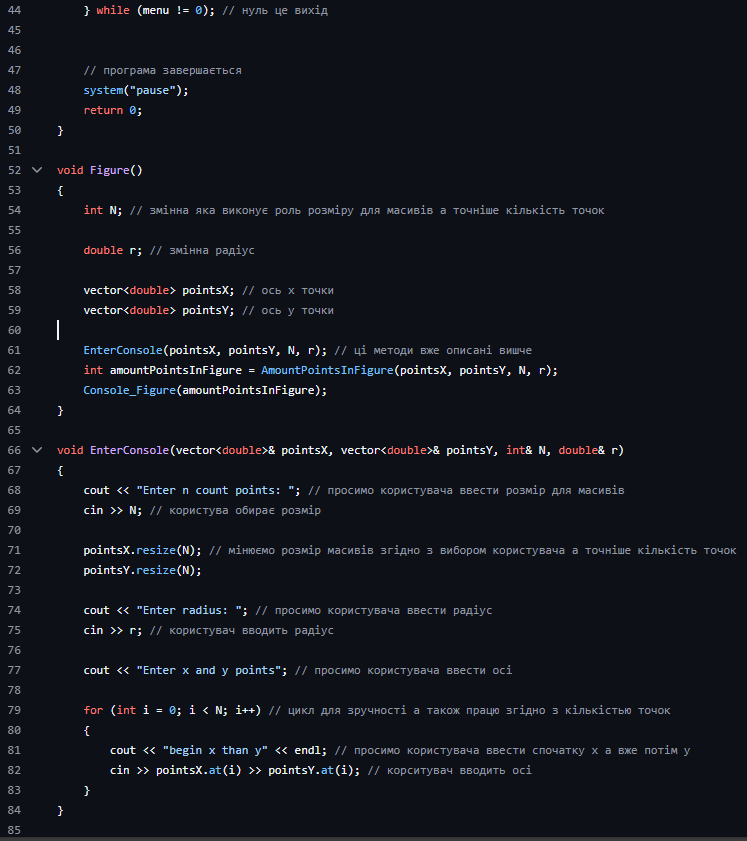 44 } while (menu != 0); // нуль це вихід
45
46
47 // програма завершається
48 system("pause");
49 return 0;
50 }
51
52 void Figure()
53 {
54 int N; // змінна яка виконує роль розміру для масивів а точніше кількість точок
55
56 double r; // змінна радіус
57
58 vector<double> pointsX; // ось x точки
59 vector<double> pointsY; // ось y точки
60
61 EnterConsole(pointsX, pointsY, N, r); // ці методи вже описані вишче
62 int amountPointsInFigure = AmountPointsInFigure(pointsX, pointsY, N, r);
63 Console_Figure(amountPointsInFigure);
64 }
65
66 void EnterConsole(vector<double>& pointsX, vector<double>& pointsY, int& N, double& r)
67 {
68 cout << "Enter n count points: "; // просимо користувача ввести розмір для масивів
69 cin >> N; // користува обирає розмір
70
71 pointsX.resize(N); // мінюємо розмір масивів згідно з вибором користувача а точніше кількість точок
72 pointsY.resize(N);
73
74 cout << "Enter radius: "; // просимо користувача ввести радіус
75 cin >> r; // користувач вводить радіус
76
77 cout << "Enter x and y points"; // просимо користувача ввести осі
78
79 for (int i = 0; i < N; i++) // цикл для зручності а також працю згідно з кількістью точок
80 {
81 cout << "begin x than y" << endl; // просимо користувача ввести спочатку x а вже потім y
82 cin >> pointsX.at(i) >> pointsY.at(i); // корситувач вводить осі
83 }
84 }
85